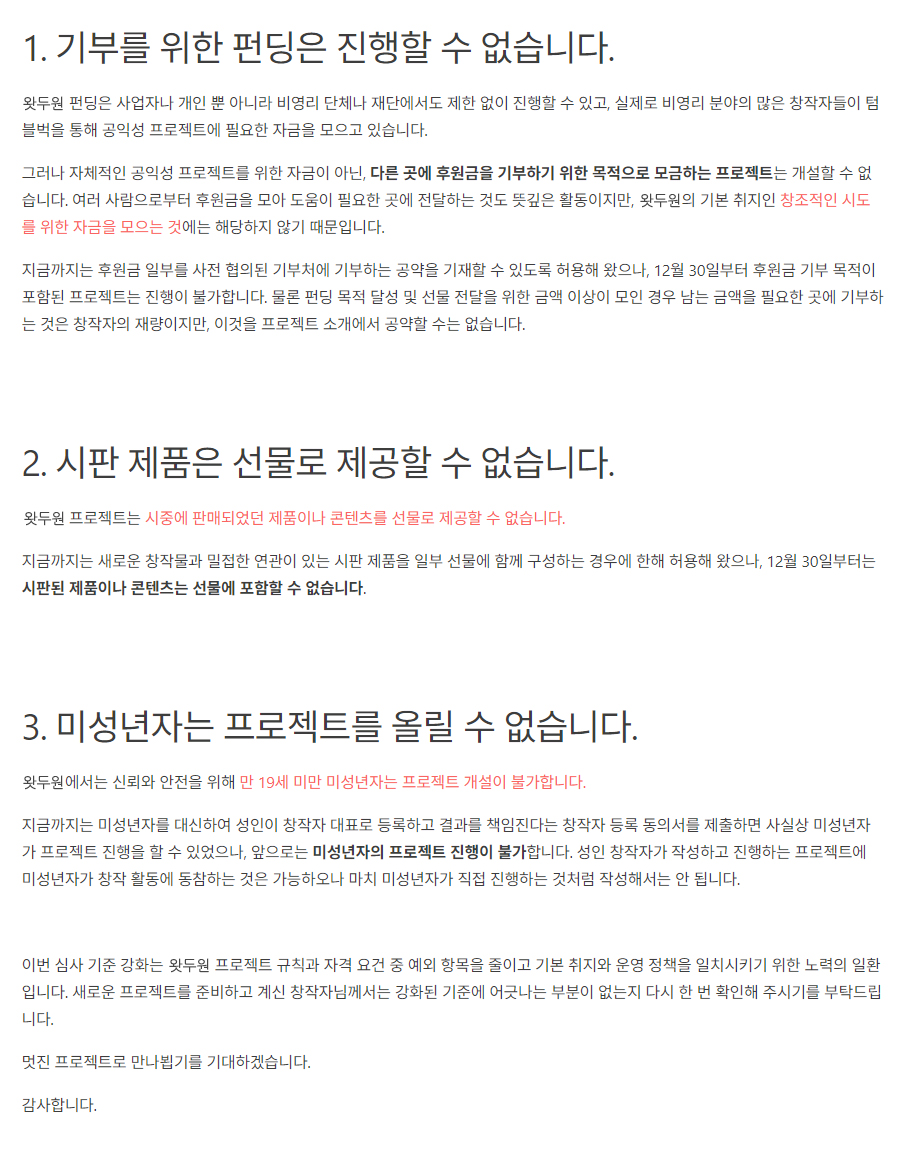 1. 기부를 위한 펀딩은 진행할 수 없습니다.
왓두원 펀딩은 사업자나 개인 뿐 아니라 비영리 단체나 재단에서도 제한 없이 진행할 수 있고, 실제로 비영리 분야의 많은 창작자들이 텀
블벅을 통해 공익성 프로젝트에 필요한 자금을 모으고 있습니다.
그러나 자체적인 공익성 프로젝트를 위한 자금이 아닌, 다른 곳에 후원금을 기부하기 위한 목적으로 모금하는 프로젝트는 개설할 수 없
습니다. 여러 사람으로부터 후원금을 모아 도움이 필요한 곳에 전달하는 것도 뜻깊은 활동이지만, 왓두원의 기본 취지인 창조적인 시도
를 위한 자금을 모으는 것에는 해당하지 않기 때문입니다.
지금까지는 후원금 일부를 사전 협의된 기부처에 기부하는 공약을 기재할 수 있도록 허용해 왔으나, 12월 30일부터 후원금 기부 목적이
포함된 프로젝트는 진행이 불가합니다. 물론 펀딩 목적 달성 및 선물 전달을 위한 금액 이상이 모인 경우 남는 금액을 필요한 곳에 기부하
는 것은 창작자의 재량이지만, 이것을 프로젝트 소개에서 공약할 수는 없습니다.
2. 시판 제품은 선물로 제공할 수 없습니다.
왓두원 프로젝트는 시중에 판매되었던 제품이나 콘텐츠를 선물로 제공할 수 없습니다.
지금까지는 새로운 창작물과 밀접한 연관이 있는 시판 제품을 일부 선물에 함께 구성하는 경우에 한해 허용해 왔으나, 12월 30일부터는
시판된 제품이나 콘텐츠는 선물에 포함할 수 없습니다.
3. 미성년자는 프로젝트를 올릴 수 없습니다.
왓두원에서는 신뢰와 안전을 위해 만 19세 미만 미성년자는 프로젝트 개설이 불가합니다.
지금까지는 미성년자를 대신하여 성인이 창작자 대표로 등록하고 결과를 책임진다는 창작자 등록 동의서를 제출하면 사실상 미성년자
가 프로젝트 진행을 할 수 있었으나, 앞으로는 미성년자의 프로젝트 진행이 불가합니다. 성인 창작자가 작성하고 진행하는 프로젝트에
미성년자가 창작 활동에 동참하는 것은 가능하오나 마치 미성년자가 직접 진행하는 것처럼 작성해서는 안 됩니다.
이번 심사 기준 강화는 왓두원 프로젝트 규칙과 자격 요건 중 예외 항목을 줄이고 기본 취지와 운영 정책을 일치시키기 위한 노력의 일환
입니다. 새로운 프로젝트를 준비하고 계신 창작자님께서는 강화된 기준에 어긋나는 부분이 없는지 다시 한 번 확인해 주시기를 부탁드립
니다.
멋진 프로젝트로 만나뵙기를 기대하겠습니다.
감사합니다.